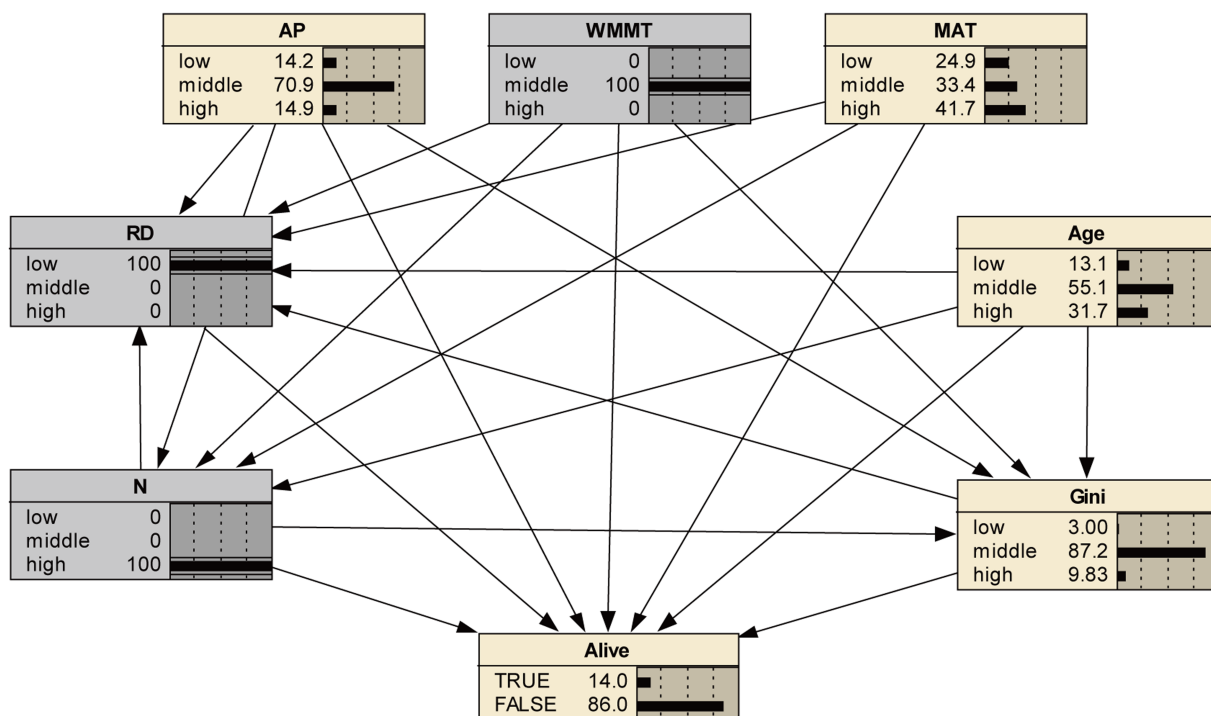 AP
low 14.2
middle 70.9
high 14.9
WMMT
low 0
middle 100
high 0
MAT
low 24.9
middle 33.4
high 41.7
RD
low 100
middle 0
high 0
Age
low 13.1
middle 55.1
high 31.7
N
low 0
middle 0
high 100
Gini
low 3.00
middle 87.2
high 9.83
Alive
TRUE 14.0
FALSE 86.0